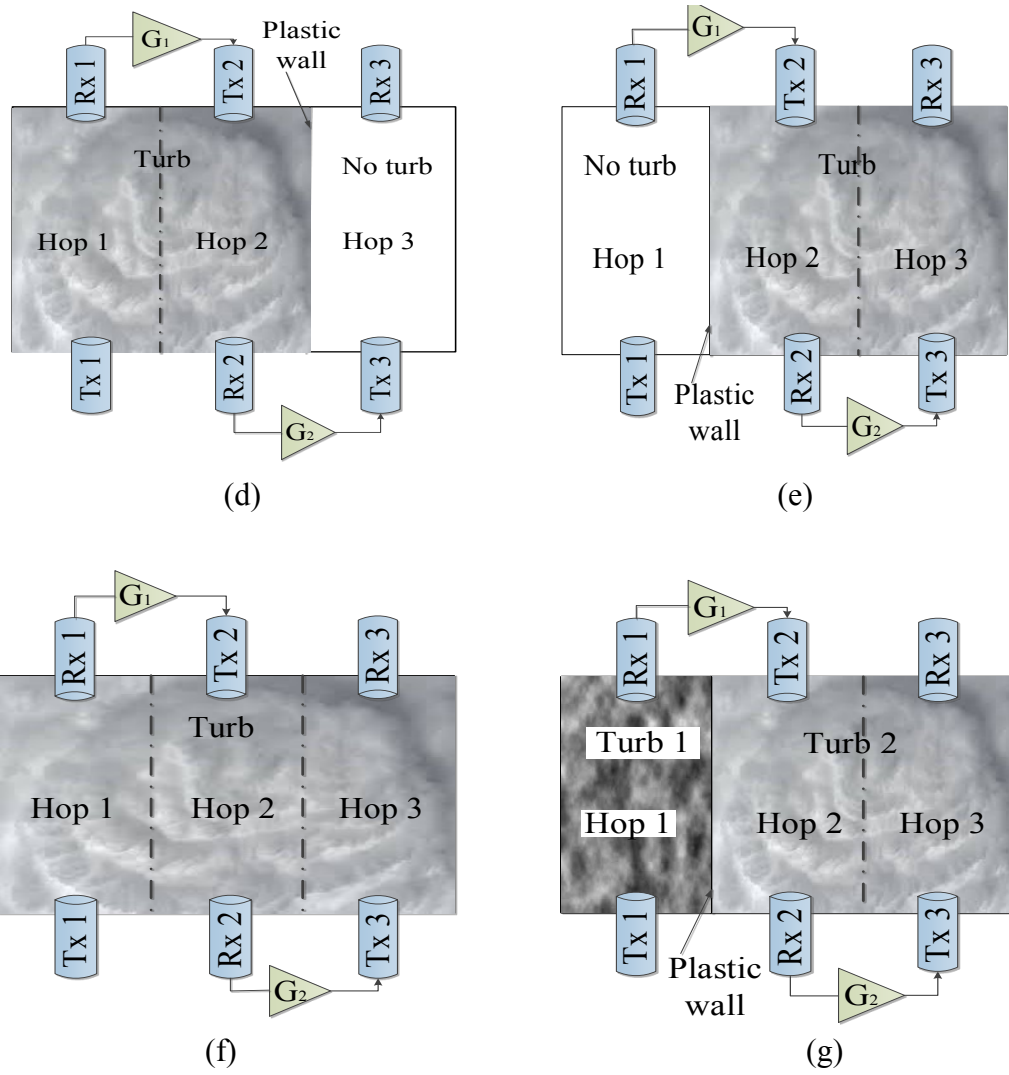 G1
Rx 1
Tx 2
Plastic
wall
Rx 3
Turb
No turb
Hop 1
Hop 2
Hop 3
Tx 1
Rx 2
Tx 3
G2
(d)
G1
Rx 1
Tx 2
Rx 3
No turb
Turb
Hop 1
Hop 2
Hop 3
Tx 1
Plastic
wall
Rx 2
Tx 3
G2
(e)
G1
Rx 1
Tx 2
Rx 3
Turb
Hop 1
Hop 2
Hop 3
Tx 1
Rx 2
Tx 3
G2
(f)
G1
Rx 1
Tx 2
Rx 3
Turb 1
Turb 2
Hop 1
Hop 2
Hop 3
Tx 1
Plastic
wall
Rx 2
Tx 3
G2
(g)